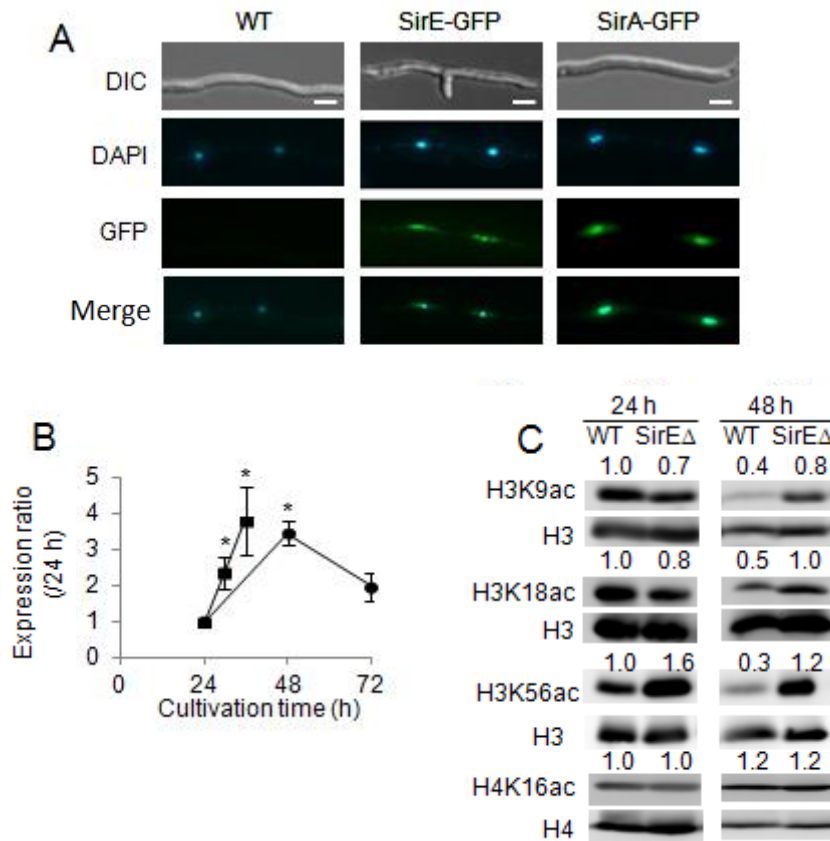 A
WT SirE-GFP SirA-GFP
DIC
DAPI
GFP
Merge
B
5
4
3
2
1
0
* * *
Expression ratio
(/24 h)
0 24 48 72
Cultivation time (h)
C
24 h 48 h
WT SirE∆ WT SirE∆
1.0 0.7 0.4 0.8
H3K9ac
H3
1.0 0.8 0.5 1.0
H3K18ac
H3
1.0 1.6 0.3 1.2
H3K56ac
H3
1.0 1.0 1.2 1.2
H4K16ac
H4